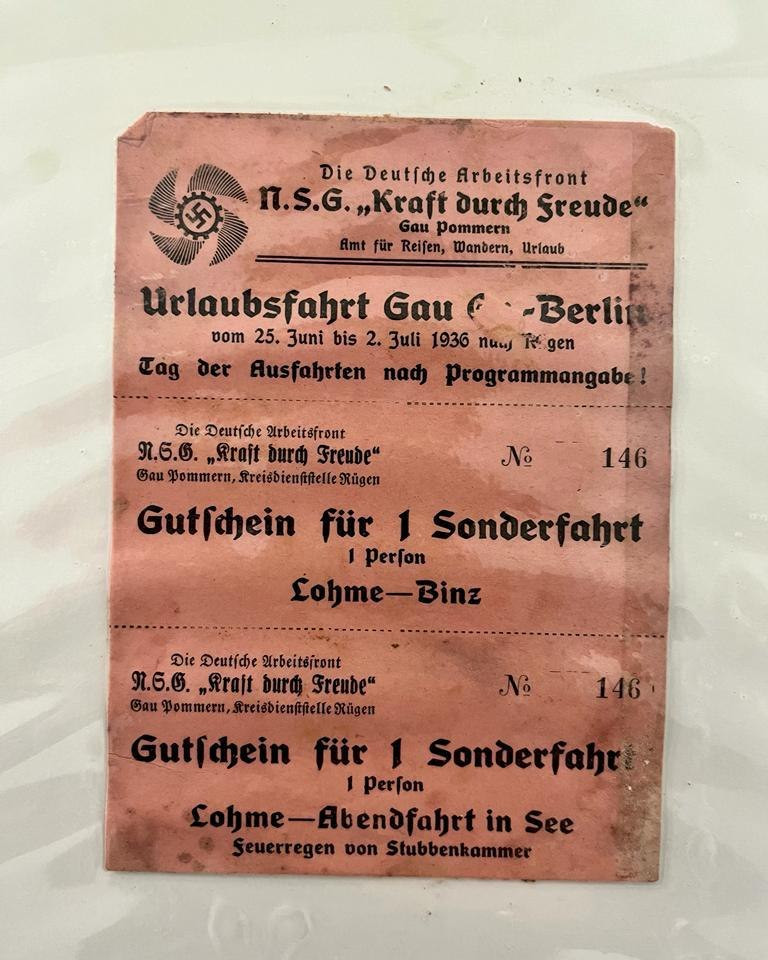 Die Deutsche Arbeitsfront
N.S.G. „Kraft durch Freude“
Gau Pommern
Amt für Reisen, Wandern, Urlaub
Urlaubsfahrt Gau -Berlin
vom 25. Juni bis 2. Juli 1936 nach
Tag der Ausfahrten nach Programmangabe!
Die Deutsche Arbeitsfront
N.S.G. „Kraft durch Freude“
Gau Pommern, Kreisdienststelle Rügen
№ 146
Gutschein für 1 Sonderfahrt
1 Person
Lohme—Binz
Die Deutsche Arbeitsfront
N.S.G. „Kraft durch Freude“
Gau Pommern, Kreisdienststelle Rügen
№ 146
Gutschein für 1 Sonderfahrt
1 Person
Lohme—Abendfahrt in See
Feuerregen von Stubbenkammer